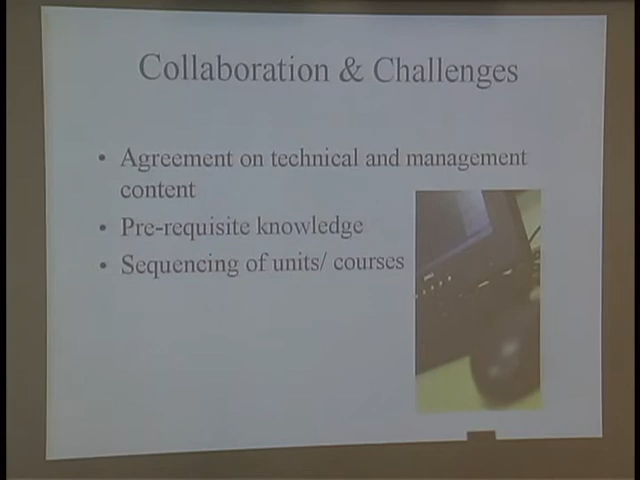 Collaboration & Challenges
• Agreement on technical and management
content
• Pre-requisite knowledge
• Sequencing of units/ courses